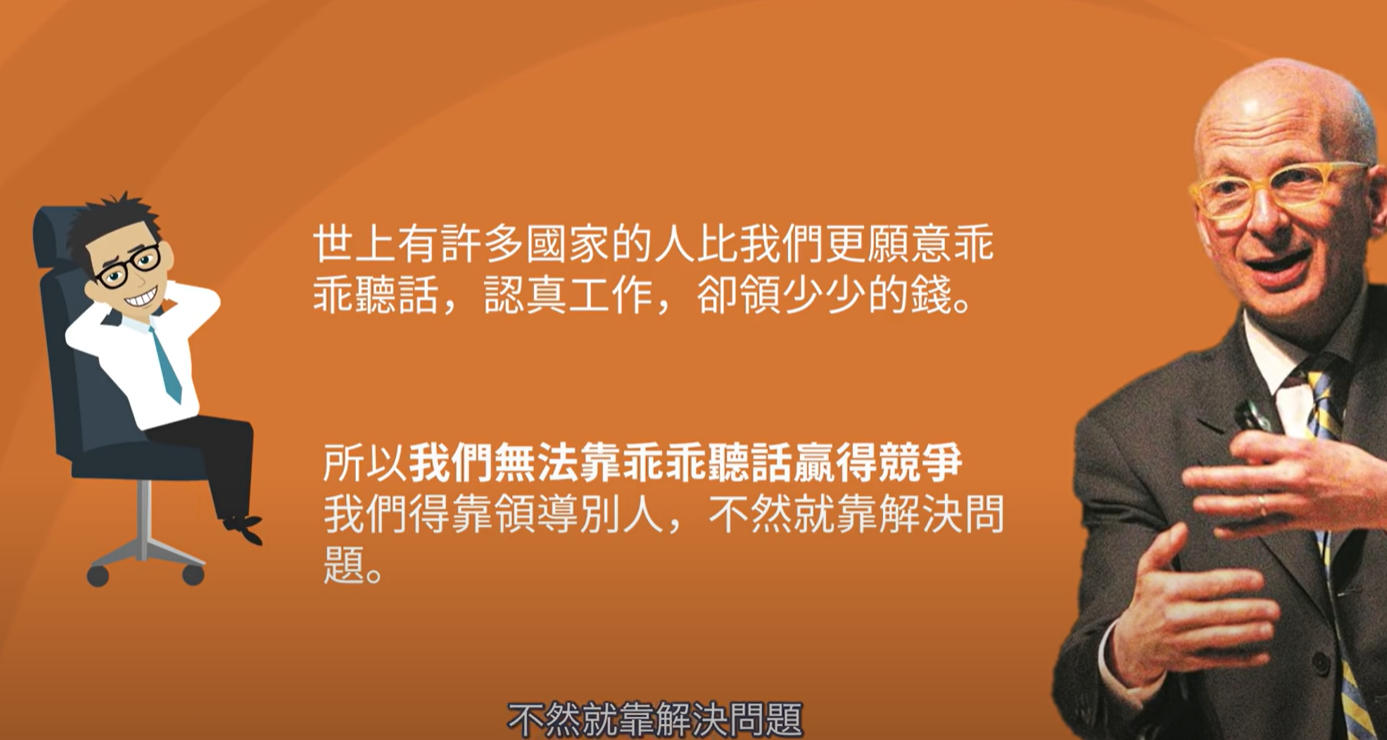 世上有許多國家的人比我們更願意乖
乖聽話，認真工作，卻領少少的錢。
所以我們無法靠乖乖聽話贏得競爭
我們得靠領導別人，不然就靠解決問
題。
不然就靠解決問題